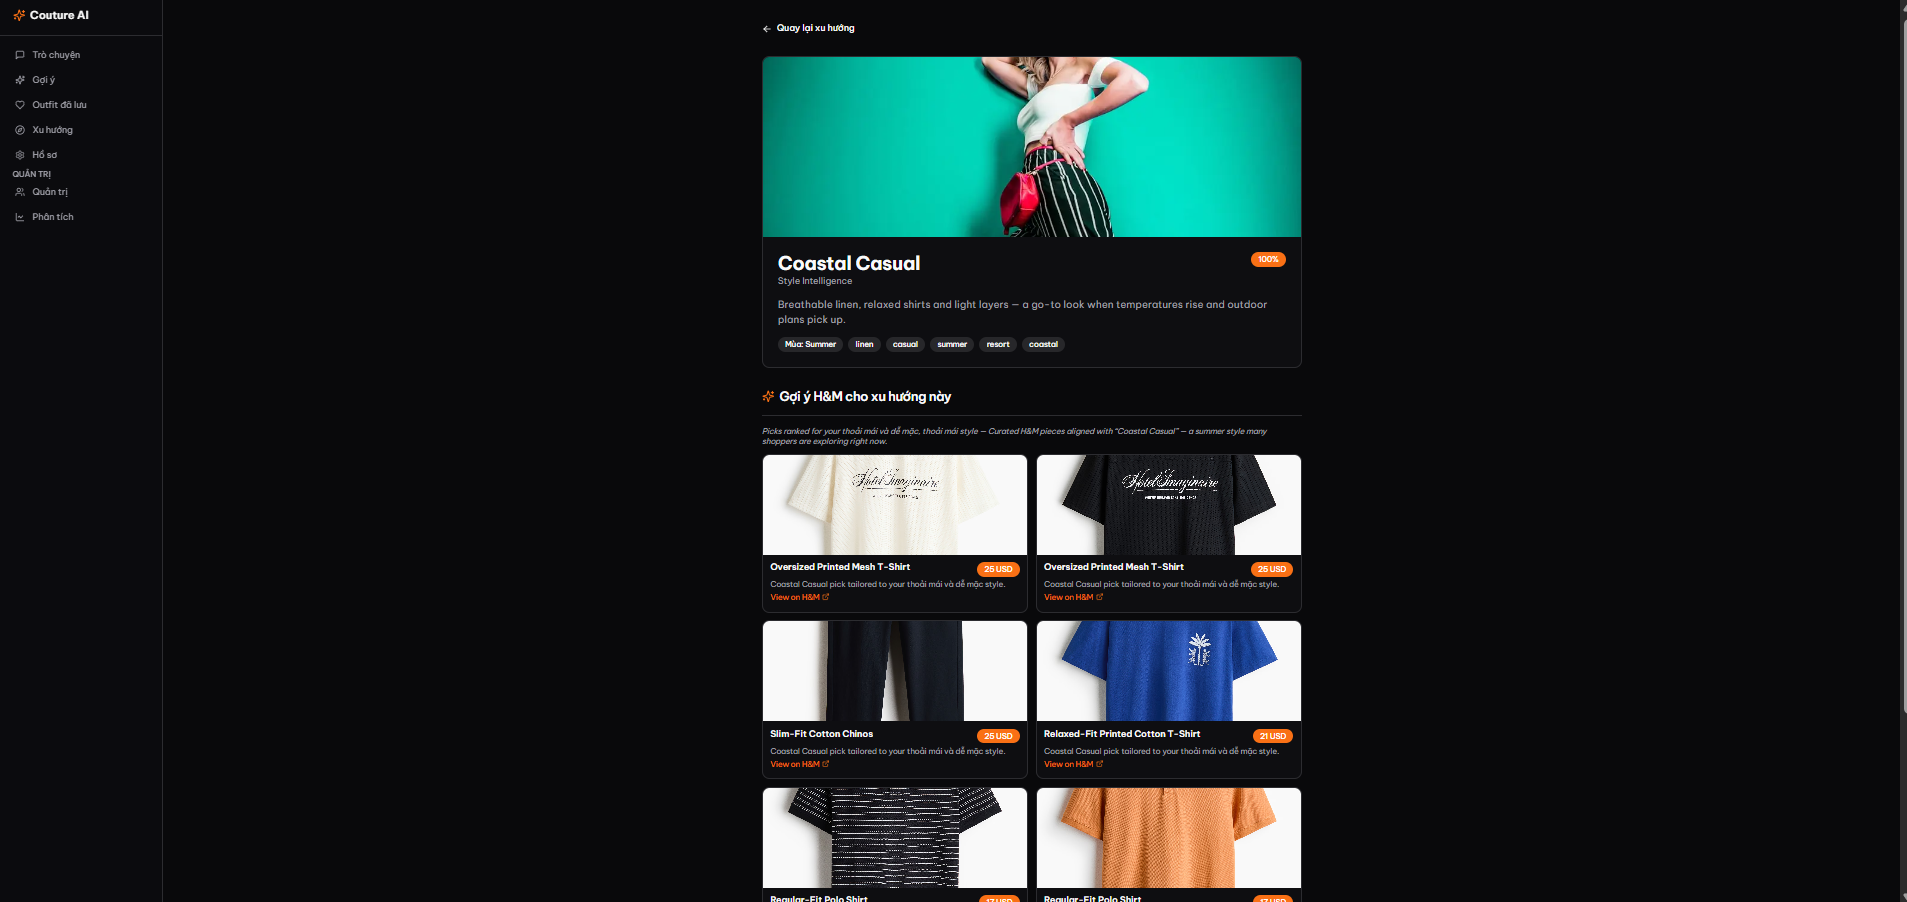 Couture AI
Trò chuyện
Gợi ý
Outfit đã lưu
Xu hướng
Hồ sơ
QUẢN TRỊ
Quản trị
Phân tích
Quay lại xu hướng
Coastal Casual
100%
Style Intelligence
Breathable linen, relaxed shirts and light layers — a go-to look when temperatures rise and outdoor
plans pick up.
Mùa: Summer
linen
casual
summer
resort
coastal
Gợi ý H&M cho xu hướng này
Picks ranked for your thoải mái và dễ mặc, thoải mái style — Curated H&M pieces aligned with “Coastal Casual” — a summer style many
shoppers are exploring right now.
Hotel Imaginaire
Oversized Printed Mesh T-Shirt
25 USD
Coastal Casual pick tailored to your thoải mái và dễ mặc style.
View on H&M
Hotel Imaginaire
Oversized Printed Mesh T-Shirt
25 USD
Coastal Casual pick tailored to your thoải mái và dễ mặc style.
View on H&M
Slim-Fit Cotton Chinos
25 USD
Coastal Casual pick tailored to your thoải mái và dễ mặc style.
View on H&M
Relaxed-Fit Printed Cotton T-Shirt
21 USD
Coastal Casual pick tailored to your thoải mái và dễ mặc style.
View on H&M
Regular-Fit Polo Shirt
17 USD
Regular-Fit Polo Shirt
17 USD